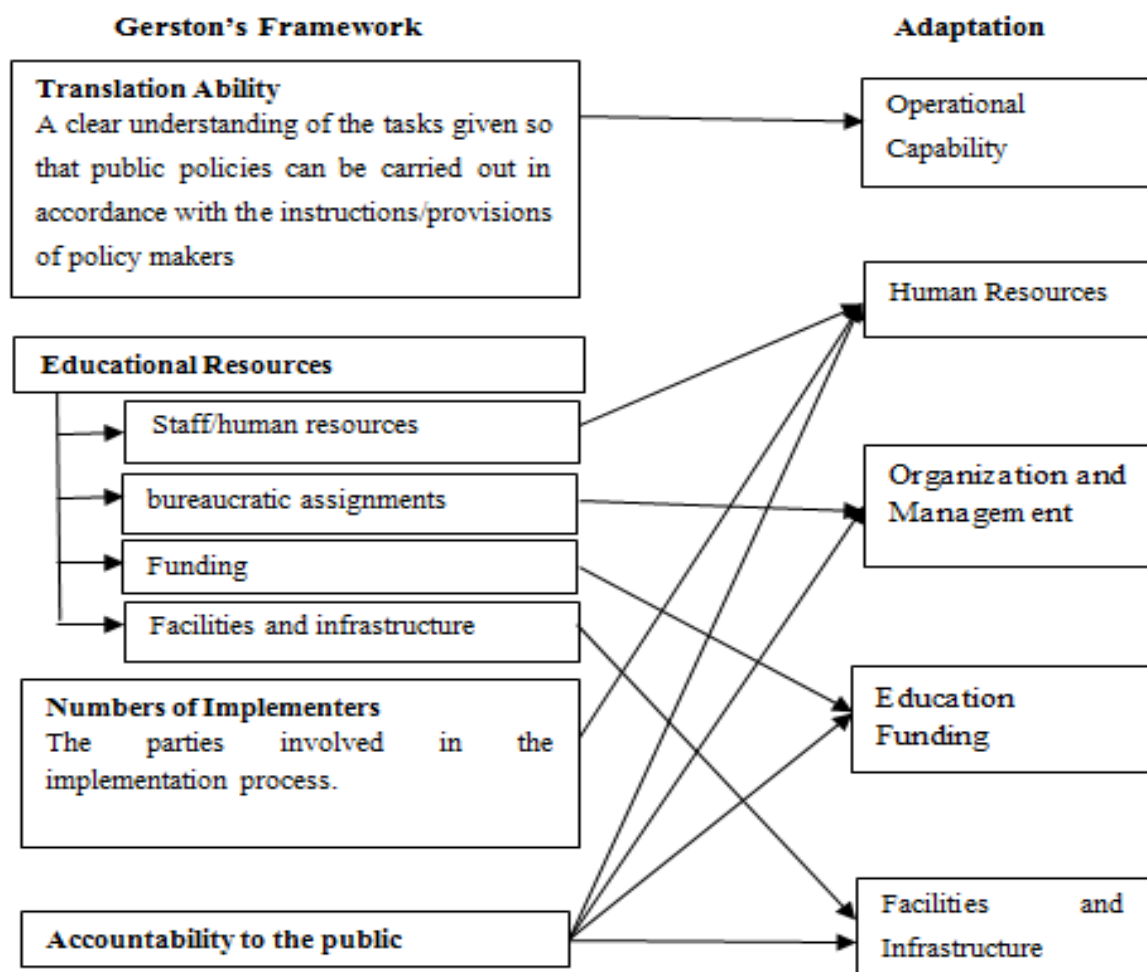 Gerston's Framework
Adaptation
Translation Ability
A clear understanding of the tasks given so
that public policies can be carried out in
accordance with the instructions/provisions
of policy makers
Operational
Capability
Human Resources
Educational Resources
Staff/human resources
bureaucratic assignments
Funding
Facilities and infrastructure
Organization and
Management
Numbers of Implementers
The parties involved in the
implementation process.
Education
Funding
Accountability to the public
Facilities and
Infrastructure